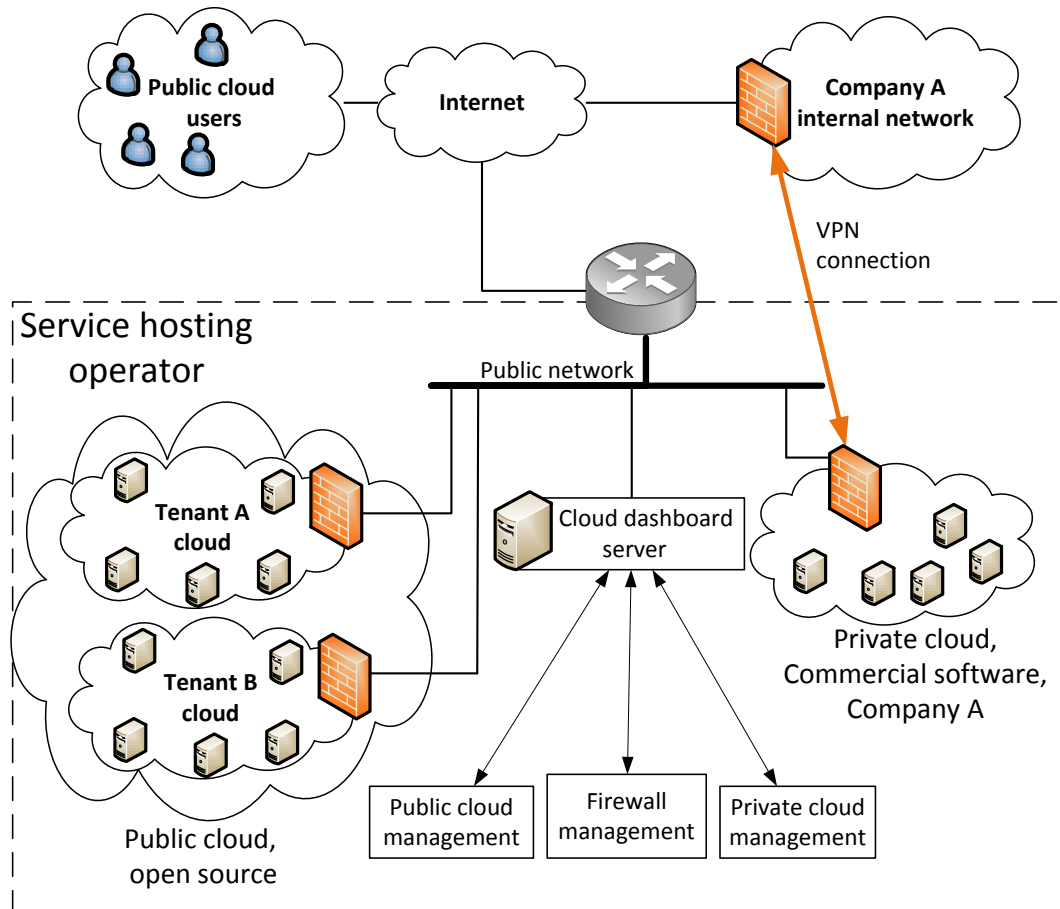 Public cloud
users
Internet
Company A
internal network
VPN
connection
Service hosting
operator
Public network
Tenant A
cloud
Cloud dashboard
server
Tenant B
cloud
Private cloud,
Commercial software,
Company A
Public cloud
management
Firewall
management
Private cloud
management
Public cloud,
open source